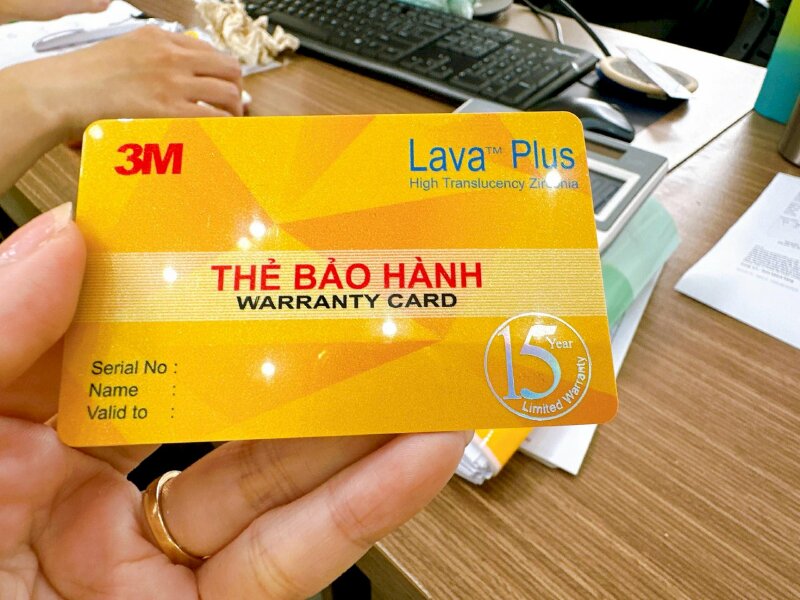 3M
Lava™ Plus
High Translucency Zirconia
THẺ BẢO HÀNH
WARRANTY CARD
Serial No :
Name :
Valid to :
15 Year
Limited Warranty